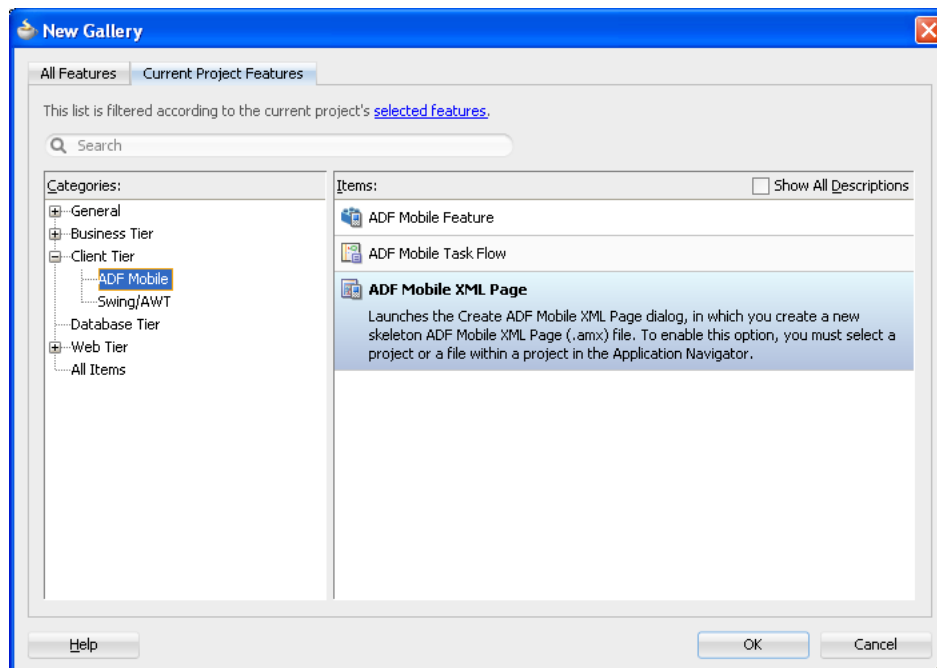 New Gallery
All Features
Current Project Features
This list is filtered according to the current project's selected features.
Search
Categories:
General
Business Tier
Client Tier
ADF Mobile
Swing/AWT
Database Tier
Web Tier
All Items
Items:
Show All Descriptions
ADF Mobile Feature
ADF Mobile Task Flow
ADF Mobile XML Page
Launches the Create ADF Mobile XML Page dialog, in which you create a new
skeleton ADF Mobile XML Page (.amx) file. To enable this option, you must select a
project or a file within a project in the Application Navigator.
Help
OK
Cancel